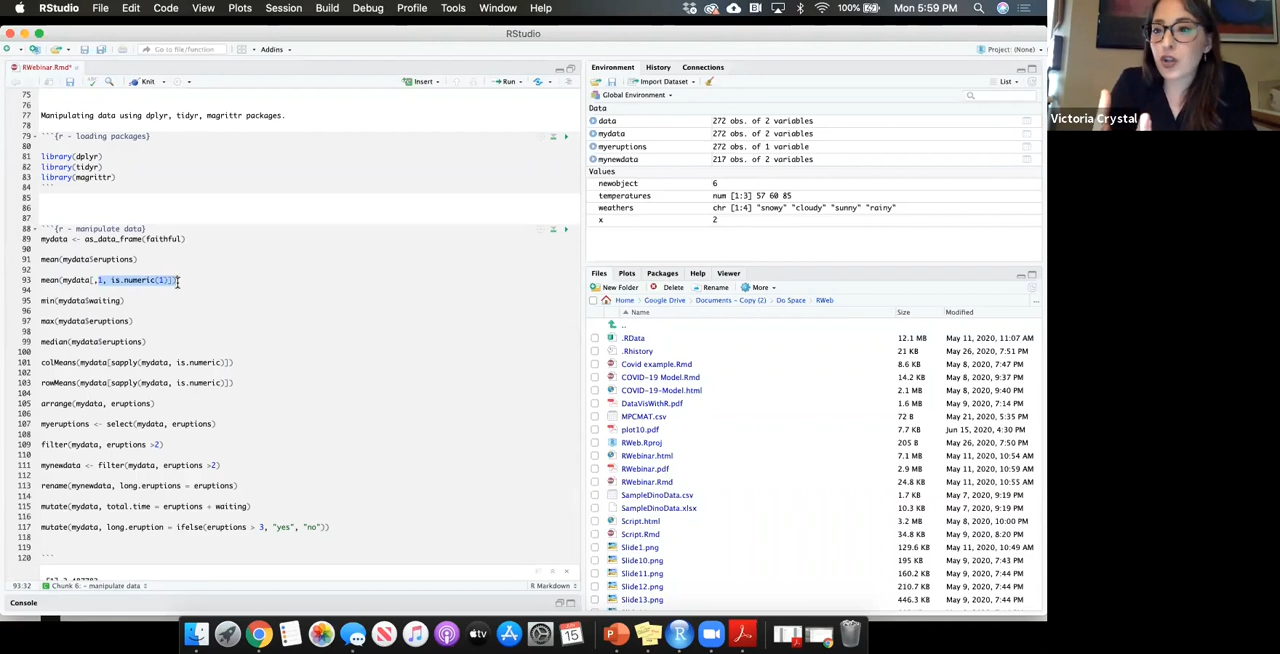 RStudio File Edit Code View Plots Session Build Debug Profile Tools Window Help 100% Mon 5:59 PM
RStudio
Go to file/function Addins Project: (None)
RWebinar.Rmd*
Knit Insert Run
75
76
77 Manipulating data using dplyr, tidyr, magrittr packages.
78
79 ```{r - loading packages}
80
81 library(dplyr)
82 library(tidyr)
83 library(magrittr)
84 ```
85
86
87
88 ```{r - manipulate data}
89 mydata <- as_data_frame(faithful)
90
91 mean(mydata$eruptions)
92
93 mean(mydata[,1, is.numeric(1)])
94
95 min(mydata$waiting)
96
97 max(mydata$eruptions)
98
99 median(mydata$eruptions)
100
101 colMeans(mydata[sapply(mydata, is.numeric)])
102
103 rowMeans(mydata[sapply(mydata, is.numeric)])
104
105 arrange(mydata, eruptions)
106
107 myeruptions <- select(mydata, eruptions)
108
109 filter(mydata, eruptions >2)
110
111 mynewdata <- filter(mydata, eruptions >2)
112
113 rename(mynewdata, long.eruptions = eruptions)
114
115 mutate(mydata, total.time = eruptions + waiting)
116
117 mutate(mydata, long.eruption = ifelse(eruptions > 3, "yes", "no"))
118
119
120 ```
93:32 Chunk 6: - manipulate data R Markdown
Console
Environment History Connections
Import Dataset List
Global Environment
Data
data 272 obs. of 2 variables
mydata 272 obs. of 2 variables
myeruptions 272 obs. of 1 variable
mynewdata 217 obs. of 2 variables
Values
newobject 6
temperatures num [1:3] 57 60 85
weathers chr [1:4] "snowy" "cloudy" "sunny" "rainy"
x 2
Files Plots Packages Help Viewer
New Folder Delete Rename More
Home Google Drive Documents - Copy (2) Do Space RWeb ...
Name Size Modified
..
.RData 12.1 MB May 11, 2020, 11:07 AM
.Rhistory 21 KB May 26, 2020, 7:51 PM
Covid example.Rmd 8.6 KB May 8, 2020, 9:47 PM
COVID-19 Model.Rmd 14.2 KB May 8, 2020, 9:42 PM
COVID-19-Model.html 2.1 MB May 8, 2020, 9:40 PM
DataVisWithR.pdf 1.6 MB May 9, 2020, 7:14 PM
MPCMAT.csv 72 B May 21, 2020, 5:35 PM
plot10.pdf 7.7 KB Jun 15, 2020, 4:30 PM
RWeb.Rproj 205 B May 26, 2020, 7:50 PM
RWebinar.html 7.1 MB May 11, 2020, 10:54 AM
RWebinar.pdf 2.9 MB May 11, 2020, 10:59 AM
RWebinar.Rmd 24.8 KB May 11, 2020, 10:55 AM
SampleDinoData.csv 1.7 KB May 7, 2020, 9:19 PM
SampleDinoData.xlsx 10.3 KB May 7, 2020, 9:19 PM
Script.html 3.2 MB May 8, 2020, 10:00 PM
Script.Rmd 34.8 KB May 9, 2020, 8:20 PM
Slide1.png 129.6 KB May 11, 2020, 10:49 AM
Slide10.png 195 KB May 9, 2020, 7:43 PM
Slide11.png 160.2 KB May 9, 2020, 7:44 PM
Slide12.png 210.7 KB May 9, 2020, 7:44 PM
Slide13.png 446.3 KB May 9, 2020, 7:44 PM
Victoria Crystal
tv
15